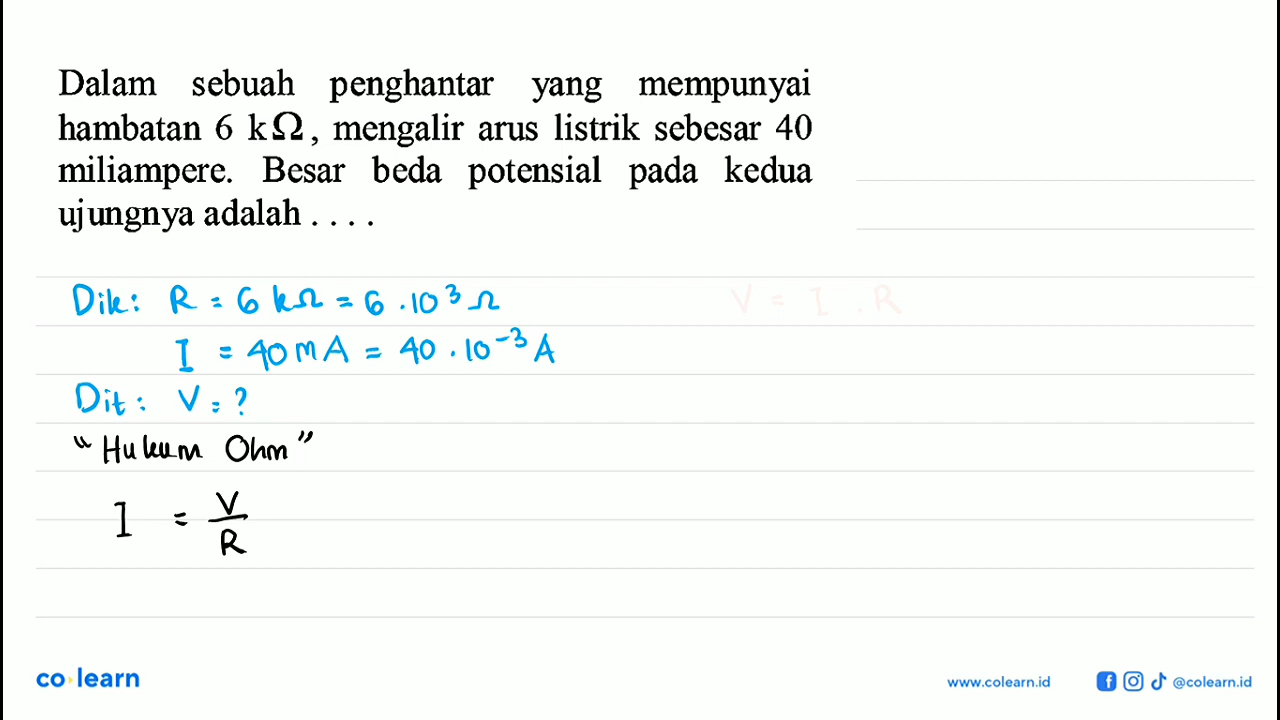 Dalam sebuah penghantar yang mempunyai
hambatan 6 kΩ, mengalir arus listrik sebesar 40
miliampere. Besar beda potensial pada kedua
ujungnya adalah . . . .
Dik: R = 6 kΩ = 6 . 10³ Ω
I = 40 mA = 40 . 10⁻³ A
Dit: V = ?
"Hukum Ohm"
I = V/R
V = I . R
co learn
www.colearn.id
@colearn.id